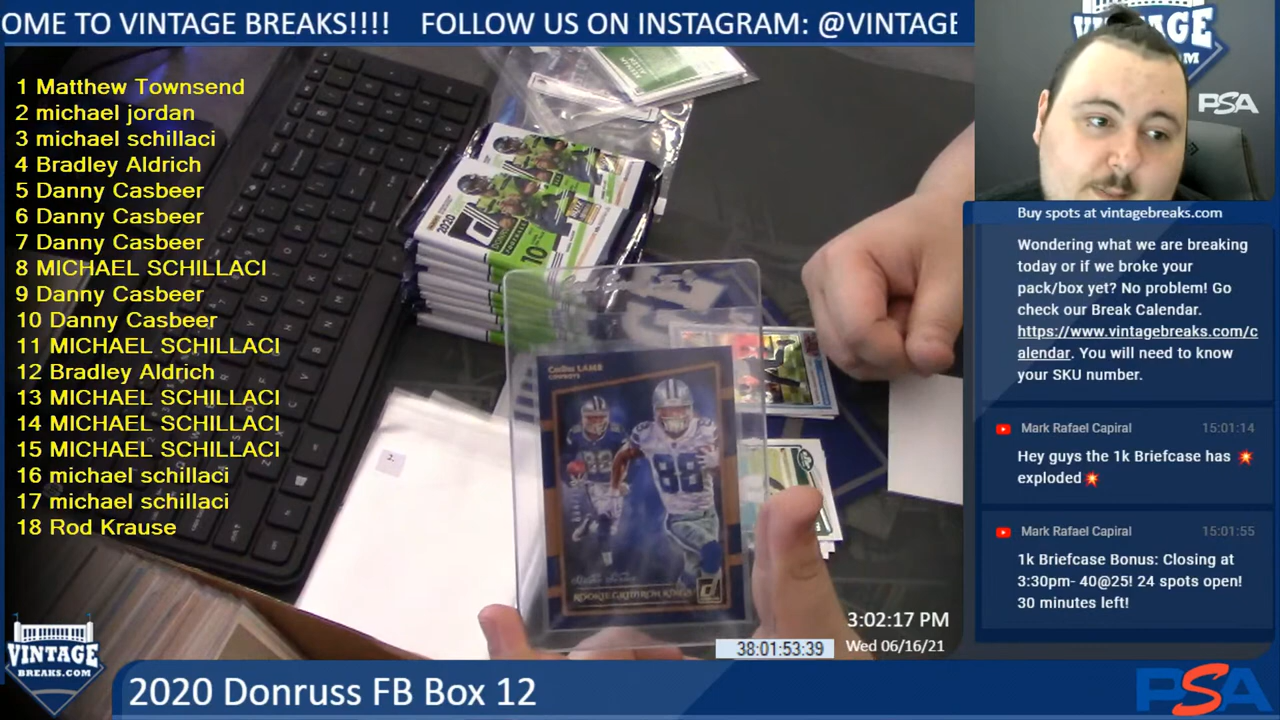 OME TO VINTAGE BREAKS!!!! FOLLOW US ON INSTAGRAM: @VINTAGE
1 Matthew Townsend
2 michael jordan
3 michael schillaci
4 Bradley Aldrich
5 Danny Casbeer
6 Danny Casbeer
7 Danny Casbeer
8 MICHAEL SCHILLACI
9 Danny Casbeer
10 Danny Casbeer
11 MICHAEL SCHILLACI
12 Bradley Aldrich
13 MICHAEL SCHILLACI
14 MICHAEL SCHILLACI
15 MICHAEL SCHILLACI
16 michael schillaci
17 michael schillaci
18 Rod Krause
2020
10
CeeDee LAMB
COWBOYS
88
ROOKIE GRIDIRON KINGS
VINTAGE
BREAKS.COM
PSA
Buy spots at vintagebreaks.com
Wondering what we are breaking
today or if we broke your
pack/box yet? No problem! Go
check our Break Calendar.
https://www.vintagebreaks.com/c
alendar. You will need to know
your SKU number.
Mark Rafael Capiral 15:01:14
Hey guys the 1k Briefcase has 💥
exploded💥
Mark Rafael Capiral 15:01:55
1k Briefcase Bonus: Closing at
3:30pm- 40@25! 24 spots open!
30 minutes left!
3:02:17 PM
38:01:53:39 Wed 06/16/21
VINTAGE
BREAKS.COM
2020 Donruss FB Box 12
PSA